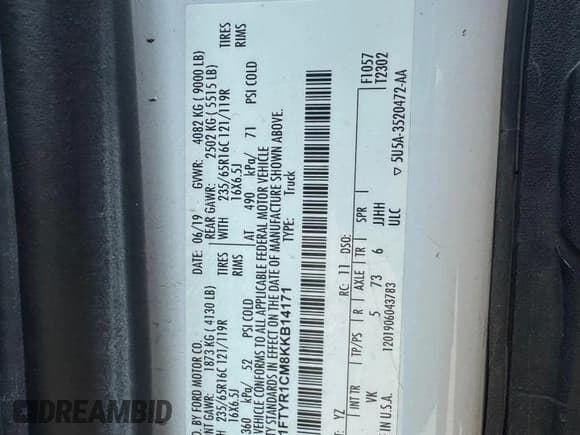 D. BY FORD MOTOR CO.
DATE: 06/19
GVWR: 4082 KG ( 9000 LB)
FRONT GAWR: 1873 KG ( 4130 LB)
REAR GAWR: 2502 KG ( 5515 LB)
235/65R16C 121/119R TIRES
WITH 235/65R16C 121/119R TIRES
16X6.5J RIMS
16X6.5J RIMS
360 kPa/ 52 PSI COLD
AT 490 kPa/ 71 PSI COLD
VEHICLE CONFORMS TO ALL APPLICABLE FEDERAL MOTOR VEHICLE
TY STANDARDS IN EFFECT ON THE DATE OF MANUFACTURE SHOWN ABOVE.
1FTYR1CM8KKB14171
TYPE: Truck
F1057
T2302
YZ
RC: 11 DSO:
INT TR TP/PS R AXLE TR SPR
VK 5 73 6 JJHH
ULC
IN U.S.A.
1201906043783
▽ 5U5A-3520472-AA
DREAMBID